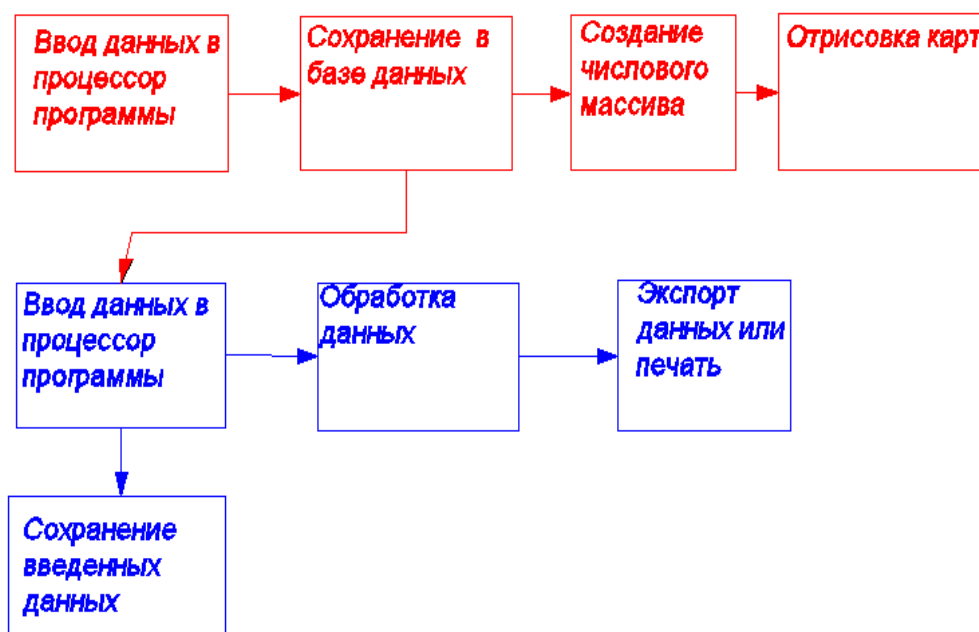 Ввод данных в
процессор
программы
Сохранение в
базе данных
Создание
числового
массива
Отрисовка карт
Ввод данных в
процессор
программы
Обработка
данных
Экспорт
данных или
печать
Сохранение
введенных
данных